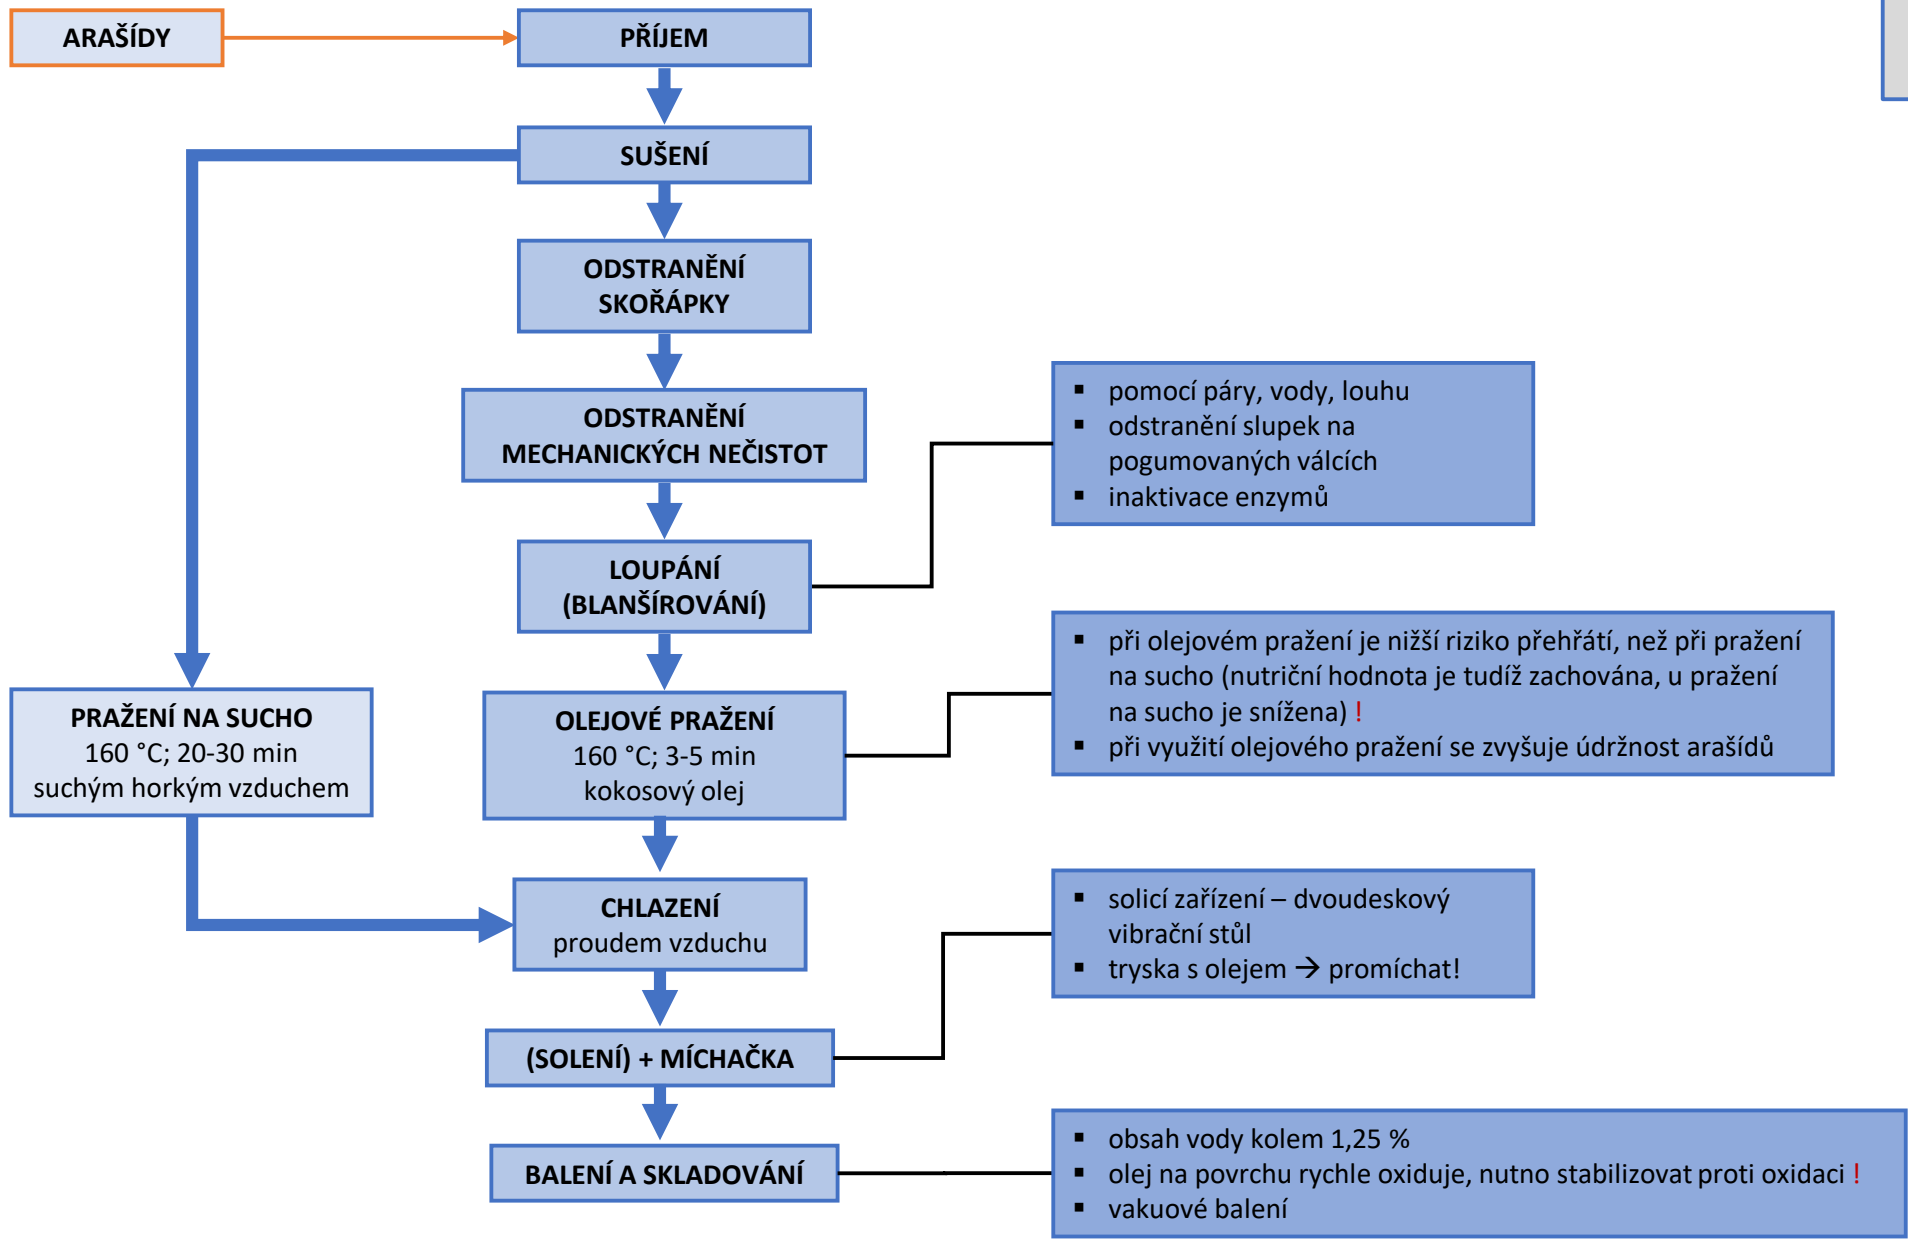 ARAŠÍDY
PŘÍJEM
SUŠENÍ
ODSTRANĚNÍ
SKOŘÁPKY
ODSTRANĚNÍ
MECHANICKÝCH NEČISTOT
▪ pomocí páry, vody, louhu
▪ odstranění slupek na
pogumovaných válcích
▪ inaktivace enzymů
LOUPÁNÍ
(BLANŠÍROVÁNÍ)
▪ při olejovém pražení je nižší riziko přehřátí, než při pražení
na sucho (nutriční hodnota je tudíž zachována, u pražení
na sucho je snížena) !
▪ při využití olejového pražení se zvyšuje údržnost arašídů
PRAŽENÍ NA SUCHO
160 °C; 20-30 min
suchým horkým vzduchem
OLEJOVÉ PRAŽENÍ
160 °C; 3-5 min
kokosový olej
CHLAZENÍ
proudem vzduchu
▪ solicí zařízení – dvoudeskový
vibrační stůl
▪ tryska s olejem → promíchat!
(SOLENÍ) + MÍCHAČKA
BALENÍ A SKLADOVÁNÍ
▪ obsah vody kolem 1,25 %
▪ olej na povrchu rychle oxiduje, nutno stabilizovat proti oxidaci !
▪ vakuové balení